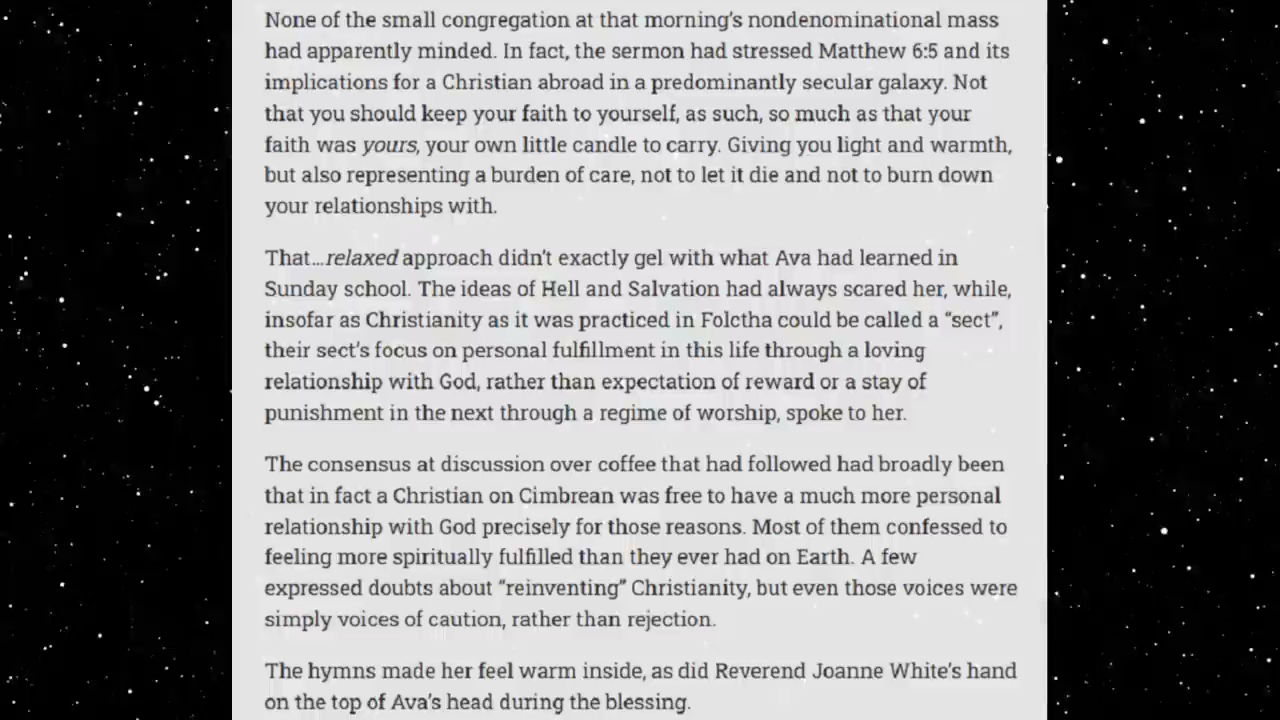 None of the small congregation at that morning's nondenominational mass
had apparently minded. In fact, the sermon had stressed Matthew 6:5 and its
implications for a Christian abroad in a predominantly secular galaxy. Not
that you should keep your faith to yourself, as such, so much as that your
faith was yours, your own little candle to carry. Giving you light and warmth,
but also representing a burden of care, not to let it die and not to burn down
your relationships with.
That…relaxed approach didn't exactly gel with what Ava had learned in
Sunday school. The ideas of Hell and Salvation had always scared her, while,
insofar as Christianity as it was practiced in Folctha could be called a “sect”,
their sect's focus on personal fulfillment in this life through a loving
relationship with God, rather than expectation of reward or a stay of
punishment in the next through a regime of worship, spoke to her.
The consensus at discussion over coffee that had followed had broadly been
that in fact a Christian on Cimbrean was free to have a much more personal
relationship with God precisely for those reasons. Most of them confessed to
feeling more spiritually fulfilled than they ever had on Earth. A few
expressed doubts about “reinventing” Christianity, but even those voices were
simply voices of caution, rather than rejection.
The hymns made her feel warm inside, as did Reverend Joanne White's hand
on the top of Ava's head during the blessing.